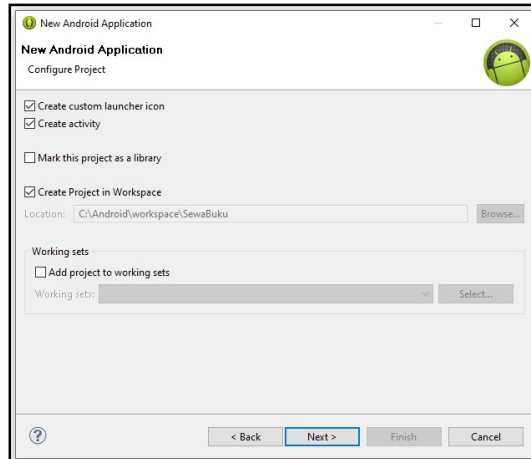 New Android Application
New Android Application
Configure Project
Create custom launcher icon
Create activity
Mark this project as a library
Create Project in Workspace
Location: C:\Android\workspace\SewaBuku Browse...
Working sets
Add project to working sets
Working sets: Select...
? < Back Next > Finish Cancel